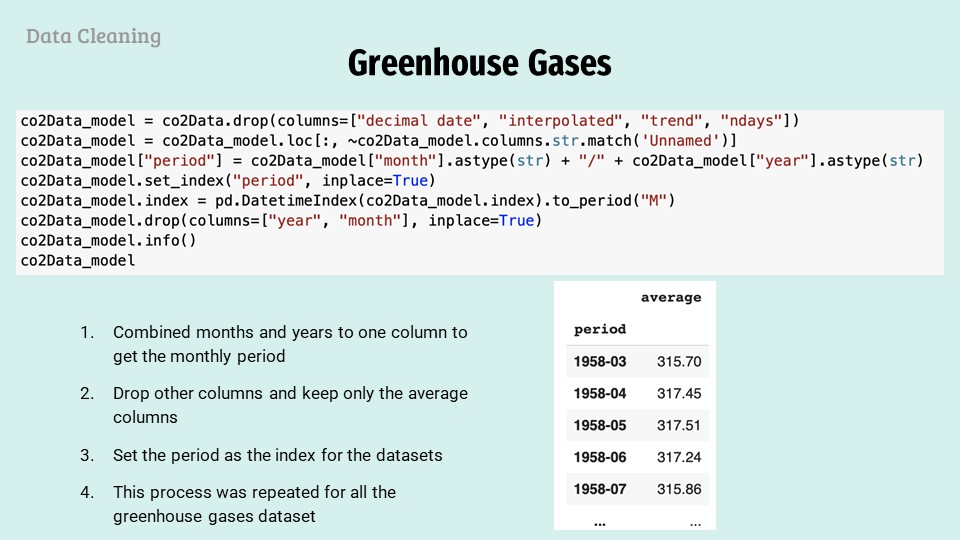 Data Cleaning
Greenhouse Gases
co2Data_model = co2Data.drop(columns=["decimal date", "interpolated", "trend", "ndays"])
co2Data_model = co2Data_model.loc[:, ~co2Data_model.columns.str.match('Unnamed')]
co2Data_model["period"] = co2Data_model["month"].astype(str) + "/" + co2Data_model["year"].astype(str)
co2Data_model.set_index("period", inplace=True)
co2Data_model.index = pd.DatetimeIndex(co2Data_model.index).to_period("M")
co2Data_model.drop(columns=["year", "month"], inplace=True)
co2Data_model.info()
co2Data_model
1. Combined months and years to one column to
get the monthly period
2. Drop other columns and keep only the average
columns
3. Set the period as the index for the datasets
4. This process was repeated for all the
greenhouse gases dataset
average
period
1958-03 315.70
1958-04 317.45
1958-05 317.51
1958-06 317.24
1958-07 315.86
... ...